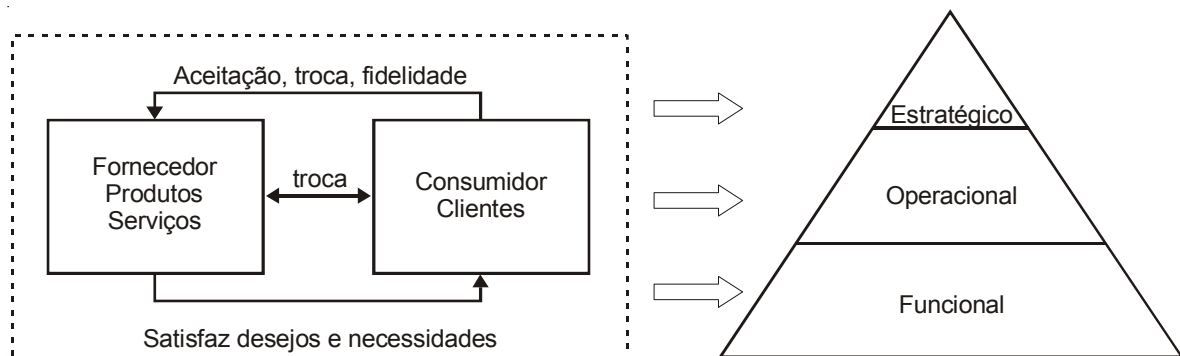 Aceitação, troca, fidelidade
Fornecedor
Produtos
Serviços
troca
Consumidor
Clientes
Satisfaz desejos e necessidades
Estratégico
Operacional
Funcional